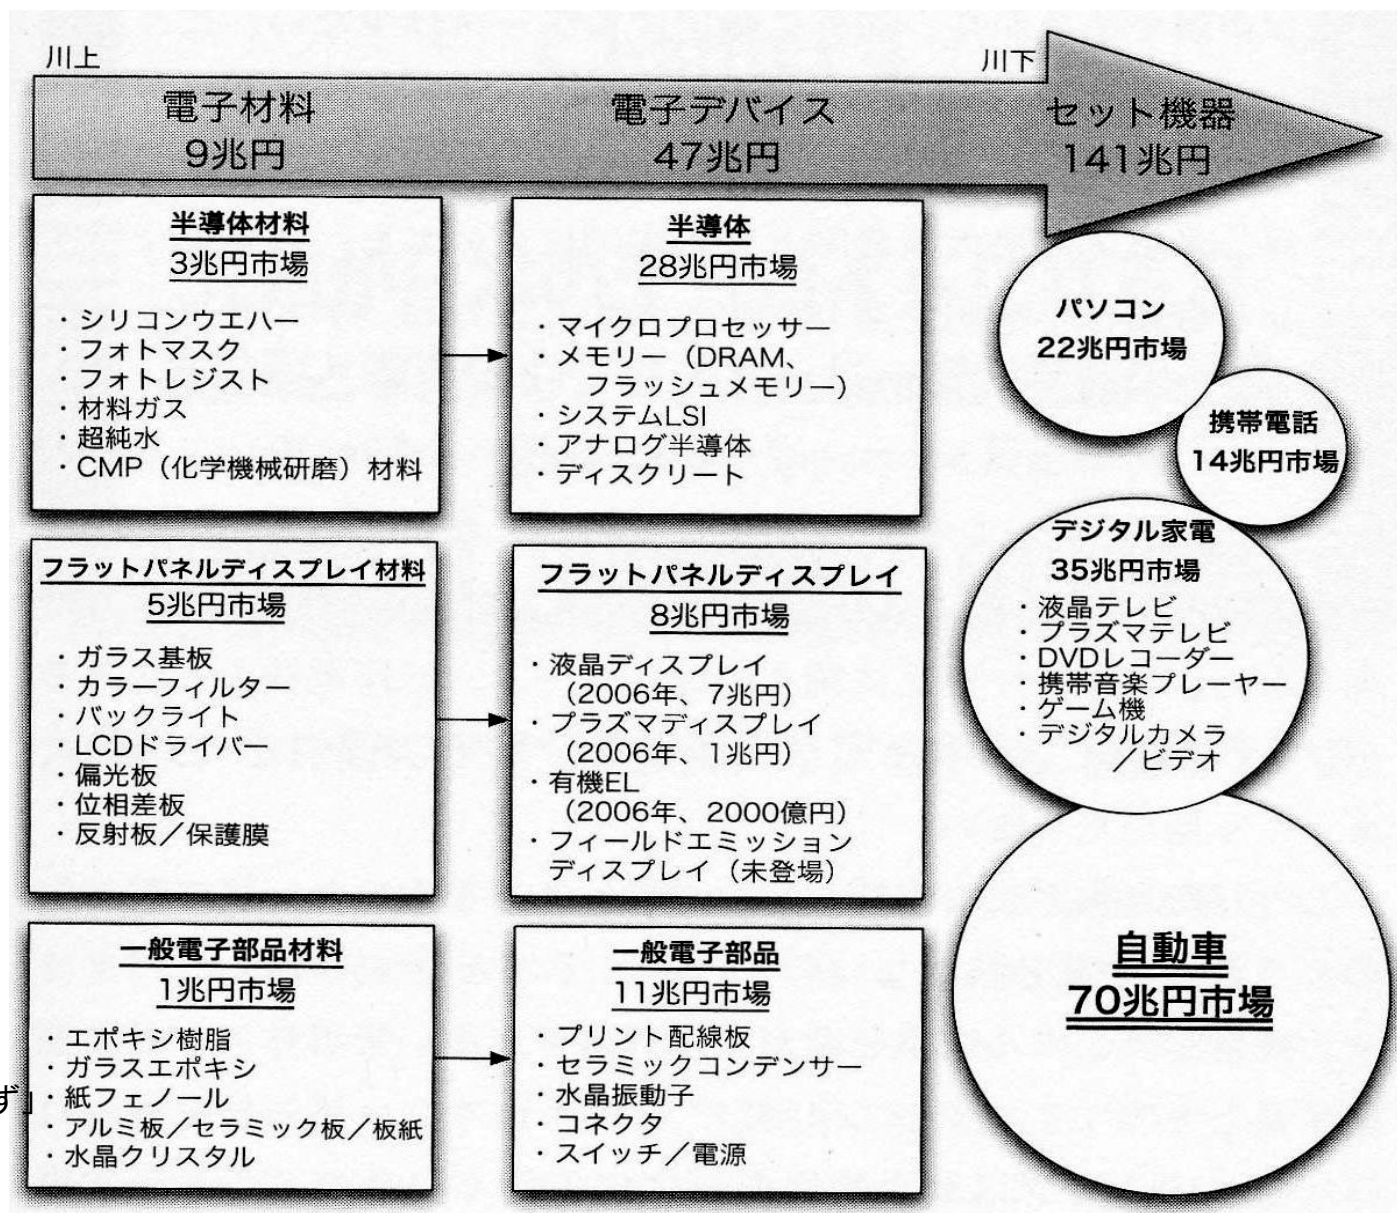 川上
川下
電子材料
9兆円
電子デバイス
47兆円
セット機器
141兆円
半導体材料
3兆円市場
・シリコンウエハー
・フォトマスク
・フォトレジスト
・材料ガス
・超純水
・CMP（化学機械研磨）材料
半導体
28兆円市場
・マイクロプロセッサー
・メモリー（DRAM、
フラッシュメモリー）
・システムLSI
・アナログ半導体
・ディスクリート
フラットパネルディスプレイ材料
5兆円市場
・ガラス基板
・カラーフィルター
・バックライト
・LCDドライバー
・偏光板
・位相差板
・反射板／保護膜
フラットパネルディスプレイ
8兆円市場
・液晶ディスプレイ
（2006年、7兆円）
・プラズマディスプレイ
（2006年、1兆円）
・有機EL
（2006年、2000億円）
・フィールドエミッション
ディスプレイ（未登場）
一般電子部品材料
1兆円市場
・エポキシ樹脂
・ガラスエポキシ
・紙フェノール
・アルミ板／セラミック板／板紙
・水晶クリスタル
ず」
一般電子部品
11兆円市場
・プリント配線板
・セラミックコンデンサー
・水晶振動子
・コネクタ
・スイッチ／電源
パソコン
22兆円市場
携帯電話
14兆円市場
デジタル家電
35兆円市場
・液晶テレビ
・プラズマテレビ
・DVDレコーダー
・携帯音楽プレーヤー
・ゲーム機
・デジタルカメラ
／ビデオ
自動車
70兆円市場